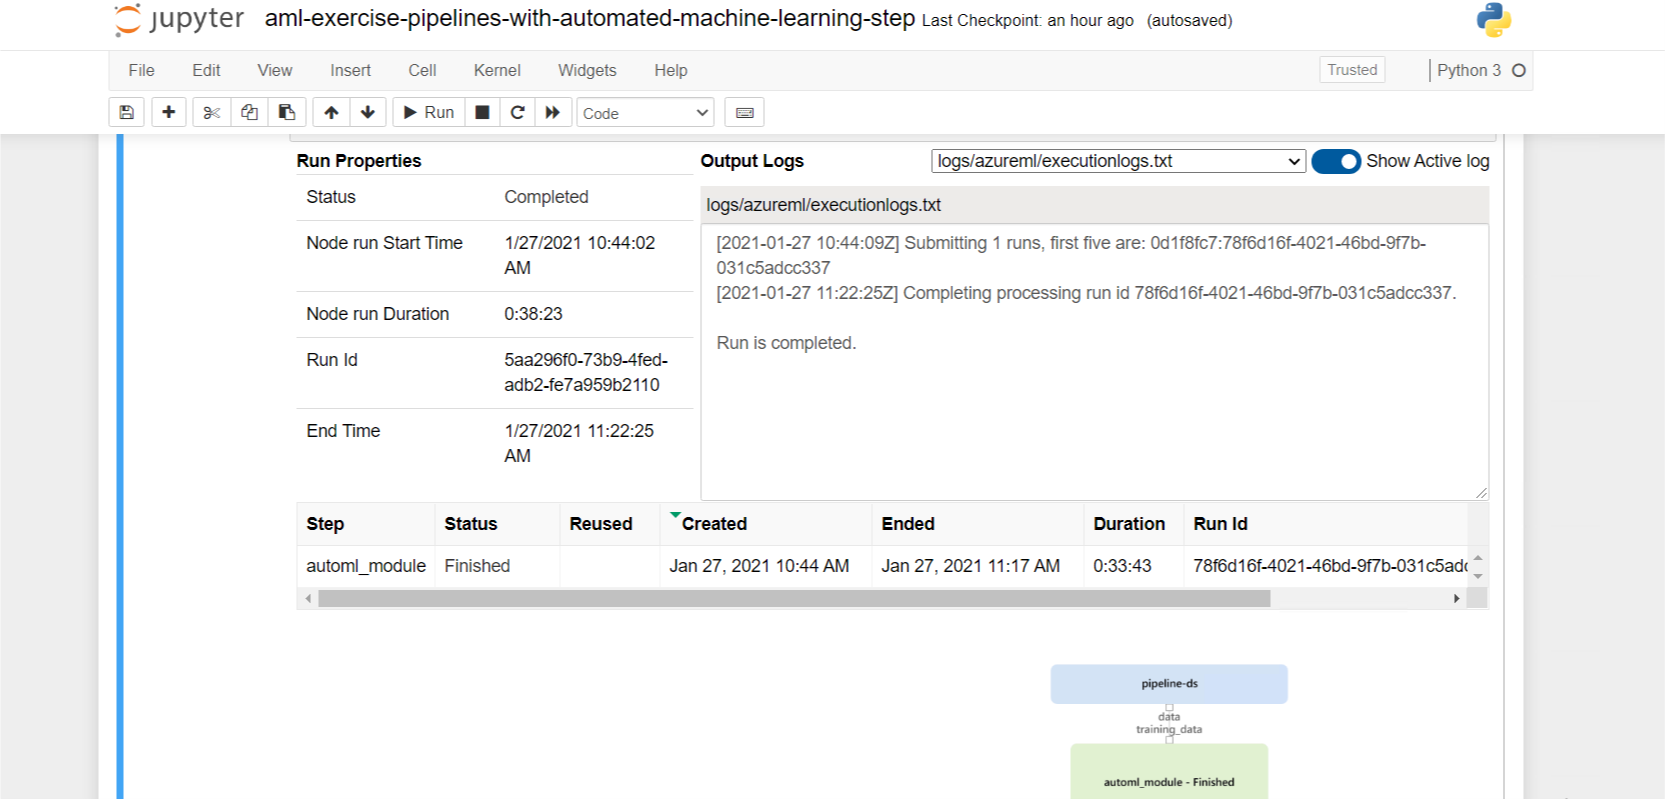 jupyter aml-exercise-pipelines-with-automated-machine-learning-step Last Checkpoint: an hour ago (autosaved)
File Edit View Insert Cell Kernel Widgets Help Trusted Python 3
Run Code
Run Properties
Status Completed
Node run Start Time 1/27/2021 10:44:02
AM
Node run Duration 0:38:23
Run Id 5aa296f0-73b9-4fed-
adb2-fe7a959b2110
End Time 1/27/2021 11:22:25
AM
Output Logs logs/azureml/executionlogs.txt Show Active log
logs/azureml/executionlogs.txt
[2021-01-27 10:44:09Z] Submitting 1 runs, first five are: 0d1f8fc7:78f6d16f-4021-46bd-9f7b-
031c5adcc337
[2021-01-27 11:22:25Z] Completing processing run id 78f6d16f-4021-46bd-9f7b-031c5adcc337.
Run is completed.
Step Status Reused Created Ended Duration Run Id
automl_module Finished Jan 27, 2021 10:44 AM Jan 27, 2021 11:17 AM 0:33:43 78f6d16f-4021-46bd-9f7b-031c5adc
pipeline-ds
data
training_data
automl_module - Finished